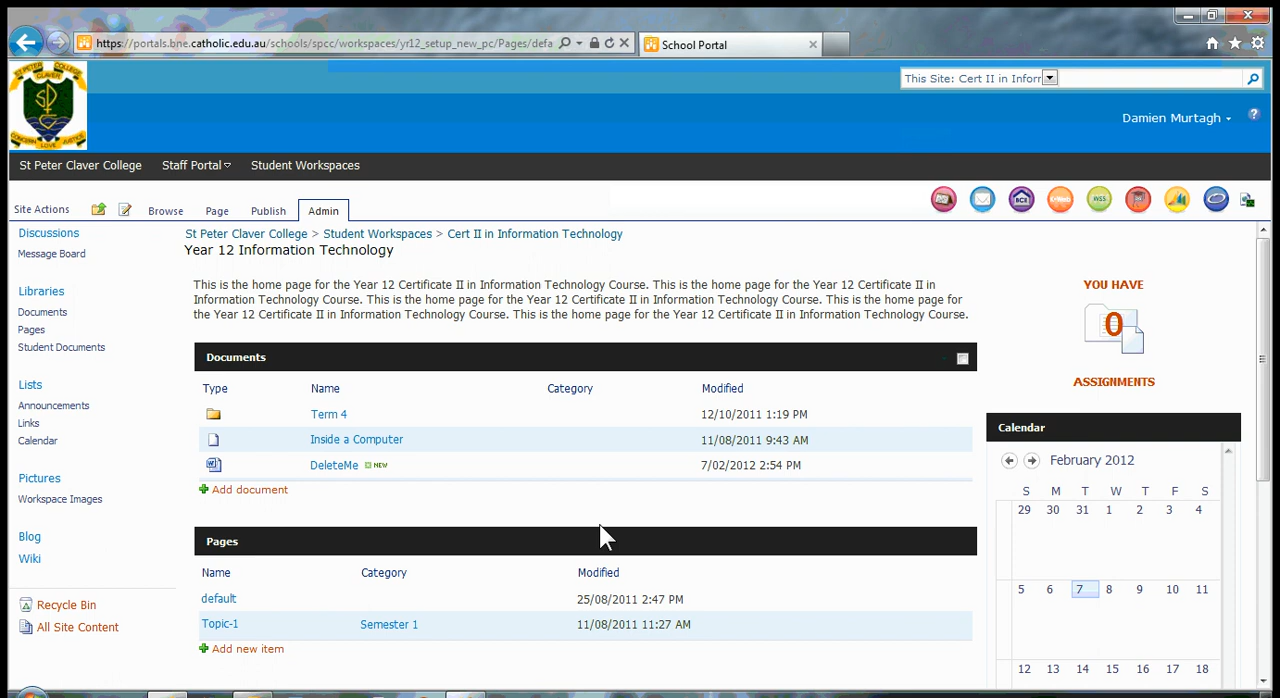 https://portals.bne.catholic.edu.au/schools/spcc/workspaces/yr12_setup_new_pc/Pages/defa
School Portal
This Site: Cert II in Inforr
Damien Murtagh
St Peter Claver College
Staff Portal
Student Workspaces
Site Actions
Browse
Page
Publish
Admin
Discussions
Message Board
Libraries
Documents
Pages
Student Documents
Lists
Announcements
Links
Calendar
Pictures
Workspace Images
Blog
Wiki
Recycle Bin
All Site Content
St Peter Claver College > Student Workspaces > Cert II in Information Technology
Year 12 Information Technology
This is the home page for the Year 12 Certificate II in Information Technology Course. This is the home page for the Year 12 Certificate II in
Information Technology Course. This is the home page for the Year 12 Certificate II in Information Technology Course. This is the home page for
the Year 12 Certificate II in Information Technology Course. This is the home page for the Year 12 Certificate II in Information Technology Course.
Documents
Type Name Category Modified
Term 4 12/10/2011 1:19 PM
Inside a Computer 11/08/2011 9:43 AM
DeleteMe NEW 7/02/2012 2:54 PM
Add document
Pages
Name Category Modified
default 25/08/2011 2:47 PM
Topic-1 Semester 1 11/08/2011 11:27 AM
Add new item
YOU HAVE
0
ASSIGNMENTS
Calendar
February 2012
S M T W T F S
29 30 31 1 2 3 4
5 6 7 8 9 10 11
12 13 14 15 16 17 18